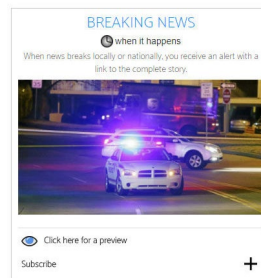 BREAKING NEWS
when it happens
When news breaks locally or nationally, you receive an alert with a
link to the complete story.
Click here for a preview
Subscribe